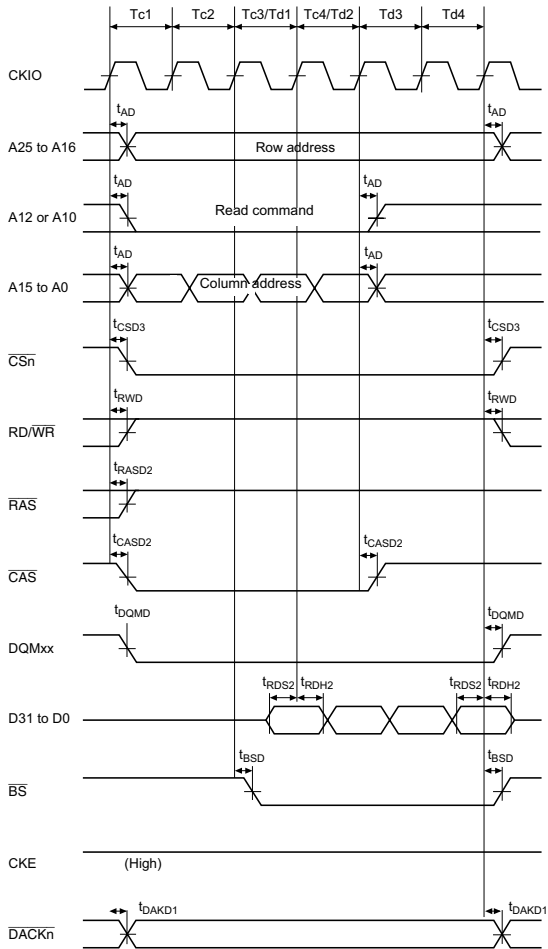 Tc1 Tc2 Tc3/Td1 Tc4/Td2 Td3 Td4
CKIO
tAD tAD
A25 to A16 Row address
tAD tAD
A12 or A10 Read command
tAD tAD
A15 to A0 Column address
tCSD3 tCSD3
CSn
tRWD tRWD
RD/WR
tRASD2
RAS
tCASD2 tCASD2
CAS
tDQMD tDQMD
DQMxx
tRDS2 tRDH2 tRDS2 tRDH2
D31 to D0
tBSD tBSD
BS
CKE (High)
tDAKD1 tDAKD1
DACKn